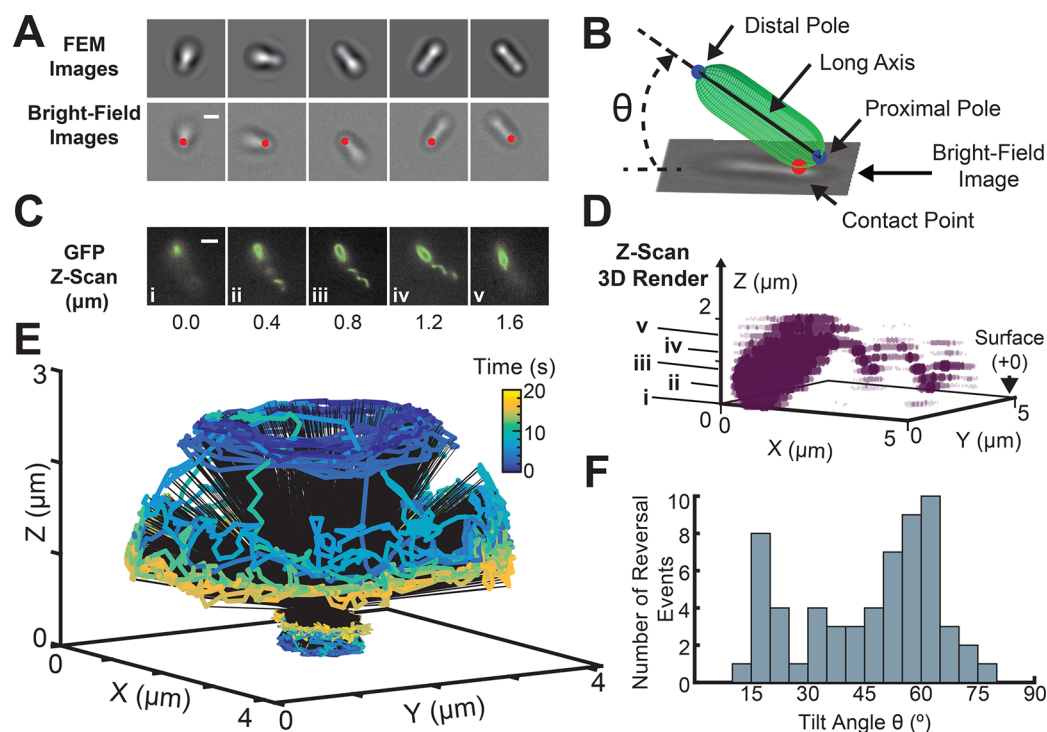 A
FEM
Images
Bright-Field
Images
B
Distal Pole
Long Axis
θ
Proximal Pole
Bright-Field
Image
Contact Point
C
GFP
Z-Scan
(µm)
i
ii
iii
iv
v
0.0
0.4
0.8
1.2
1.6
D
Z-Scan
3D Render
Z (µm)
2
v
iv
iii
ii
i
0
0
X (µm)
5
0
Y (µm)
5
Surface
(+0)
E
3
Z (µm)
0
0
X (µm)
4
0
Y (µm)
4
Time (s)
20
10
0
F
Number of Reversal
Events
10
8
6
4
2
0
15
30
45
60
75
90
Tilt Angle θ (º)